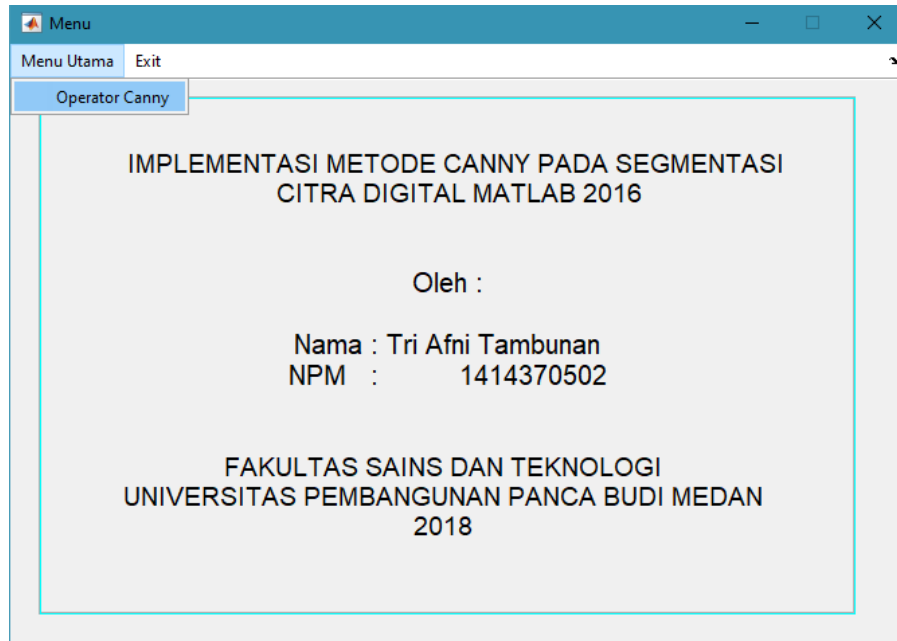 Menu
Menu Utama Exit
Operator Canny
IMPLEMENTASI METODE CANNY PADA SEGMENTASI
CITRA DIGITAL MATLAB 2016
Oleh :
Nama : Tri Afni Tambunan
NPM : 1414370502
FAKULTAS SAINS DAN TEKNOLOGI
UNIVERSITAS PEMBANGUNAN PANCA BUDI MEDAN
2018